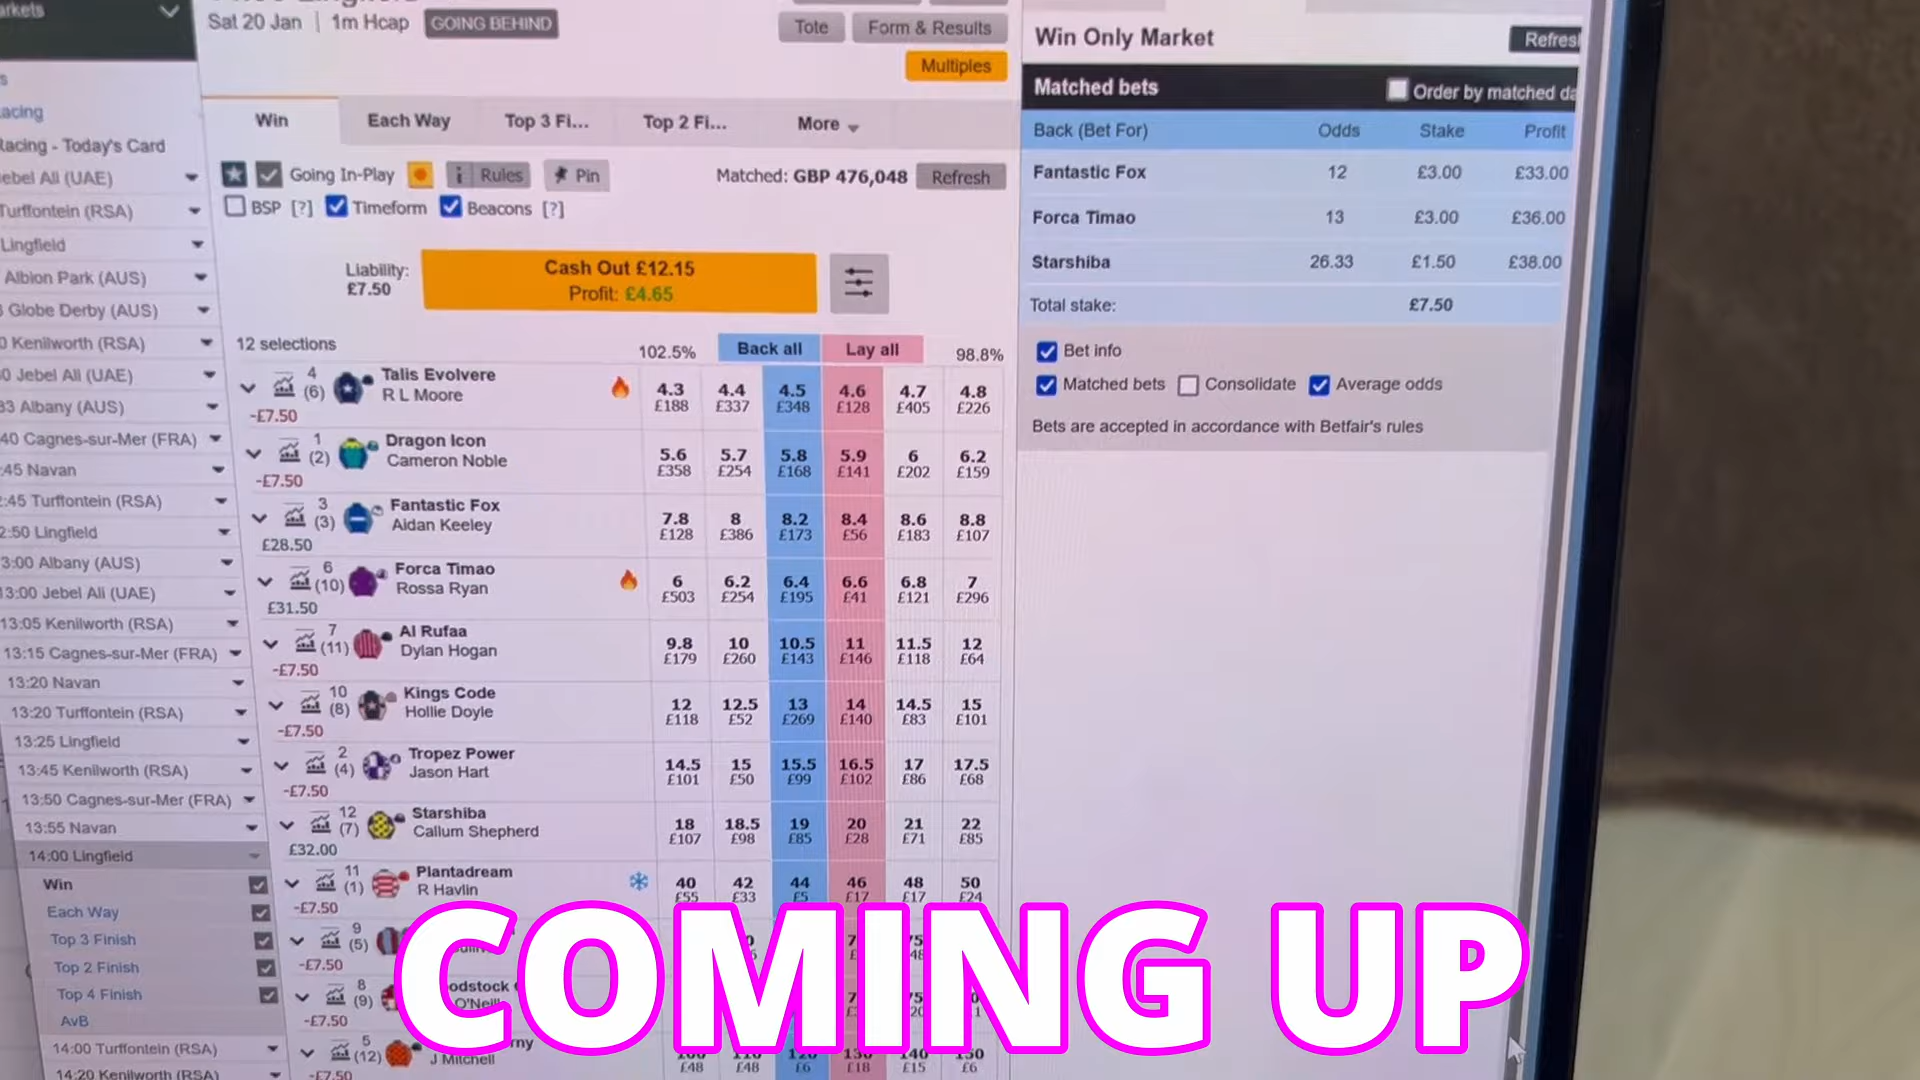 Sat 20 Jan | 1m Hcap GOING BEHIND
Tote
Form & Results
Multiples
Win
Each Way
Top 3 Fi...
Top 2 Fi...
More
Going In-Play
Rules
Pin
Matched: GBP 476,048
Refresh
BSP [?]
Timeform
Beacons [?]
Liability:
£7.50
Cash Out £12.15
Profit: £4.65
12 selections
102.5%
Back all
Lay all
98.8%
4
(6)
Talis Evolvere
R L Moore
-£7.50
4.3 4.4 4.5 4.6 4.7 4.8
£188 £337 £348 £128 £405 £226
1
(2)
Dragon Icon
Cameron Noble
-£7.50
5.6 5.7 5.8 5.9 6 6.2
£358 £254 £168 £141 £202 £159
3
(3)
Fantastic Fox
Aidan Keeley
£28.50
7.8 8 8.2 8.4 8.6 8.8
£128 £386 £173 £56 £183 £107
6
(10)
Forca Timao
Rossa Ryan
£31.50
6 6.2 6.4 6.6 6.8 7
£503 £254 £195 £41 £121 £296
7
(11)
Al Rufaa
Dylan Hogan
-£7.50
9.8 10 10.5 11 11.5 12
£179 £260 £143 £146 £118 £64
10
(8)
Kings Code
Hollie Doyle
-£7.50
12 12.5 13 14 14.5 15
£118 £52 £269 £140 £83 £101
2
(4)
Tropez Power
Jason Hart
-£7.50
14.5 15 15.5 16.5 17 17.5
£101 £50 £99 £102 £86 £68
12
(7)
Starshiba
Callum Shepherd
£32.00
18 18.5 19 20 21 22
£107 £98 £85 £28 £71 £85
11
(1)
Plantadream
R Havlin
-£7.50
40 42 44 46 48 50
£55 £33 £5 £17 £17 £24
9
(5)
-£7.50
8
(9)
O'Neill
-£7.50
5
(12)
J Mitchell
-£7.50
140
£48 £48 £6 £18 £15 £6
Racing - Today's Card
Jebel Ali (UAE)
Turffontein (RSA)
Lingfield
Albion Park (AUS)
Globe Derby (AUS)
Kenilworth (RSA)
Jebel Ali (UAE)
Albany (AUS)
:40 Cagnes-sur-Mer (FRA)
:45 Navan
2:45 Turffontein (RSA)
2:50 Lingfield
3:00 Albany (AUS)
13:00 Jebel Ali (UAE)
13:05 Kenilworth (RSA)
13:15 Cagnes-sur-Mer (FRA)
13:20 Navan
13:20 Turffontein (RSA)
13:25 Lingfield
13:45 Kenilworth (RSA)
13:50 Cagnes-sur-Mer (FRA)
13:55 Navan
14:00 Lingfield
Win
Each Way
Top 3 Finish
Top 2 Finish
Top 4 Finish
AvB
14:00 Turffontein (RSA)
14:20 Kenilworth (RSA)
Win Only Market
Matched bets
Order by matched
Back (Bet For) Odds Stake Profit
Fantastic Fox 12 £3.00 £33.00
Forca Timao 13 £3.00 £36.00
Starshiba 26.33 £1.50 £38.00
Total stake: £7.50
Bet info
Matched bets
Consolidate
Average odds
Bets are accepted in accordance with Betfair's rules
COMING UP